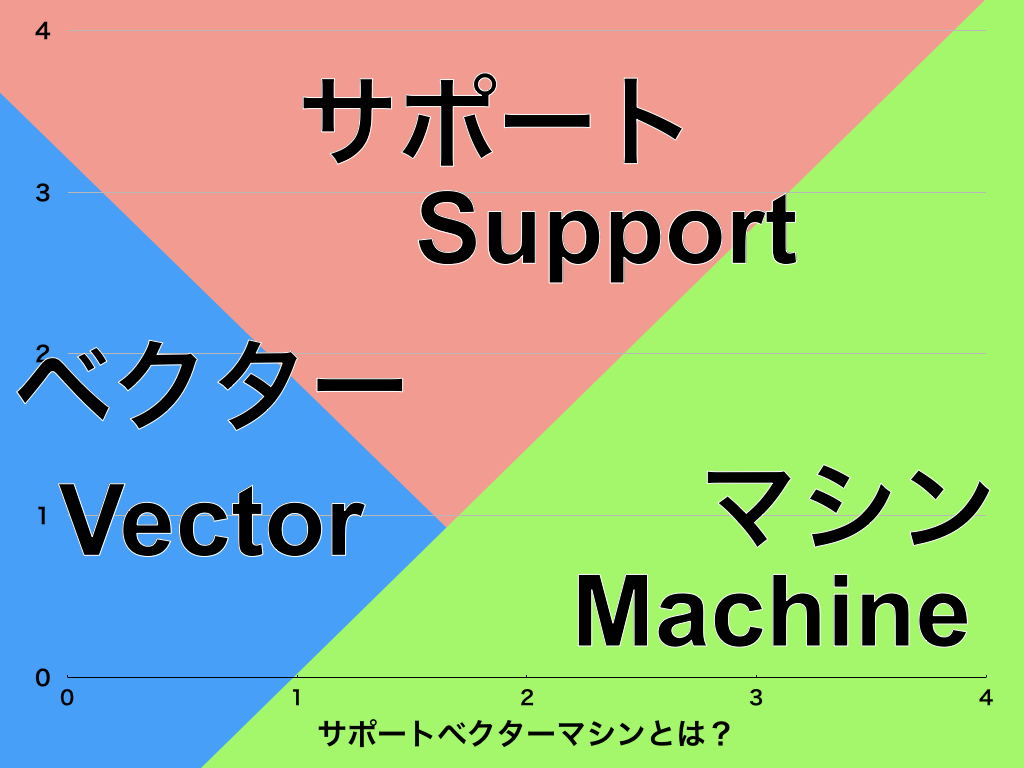 4
サポート
3
Support
2
ベクター
1
Vector
マシン
Machine
0
0 1 2 3 4
サポートベクターマシンとは？